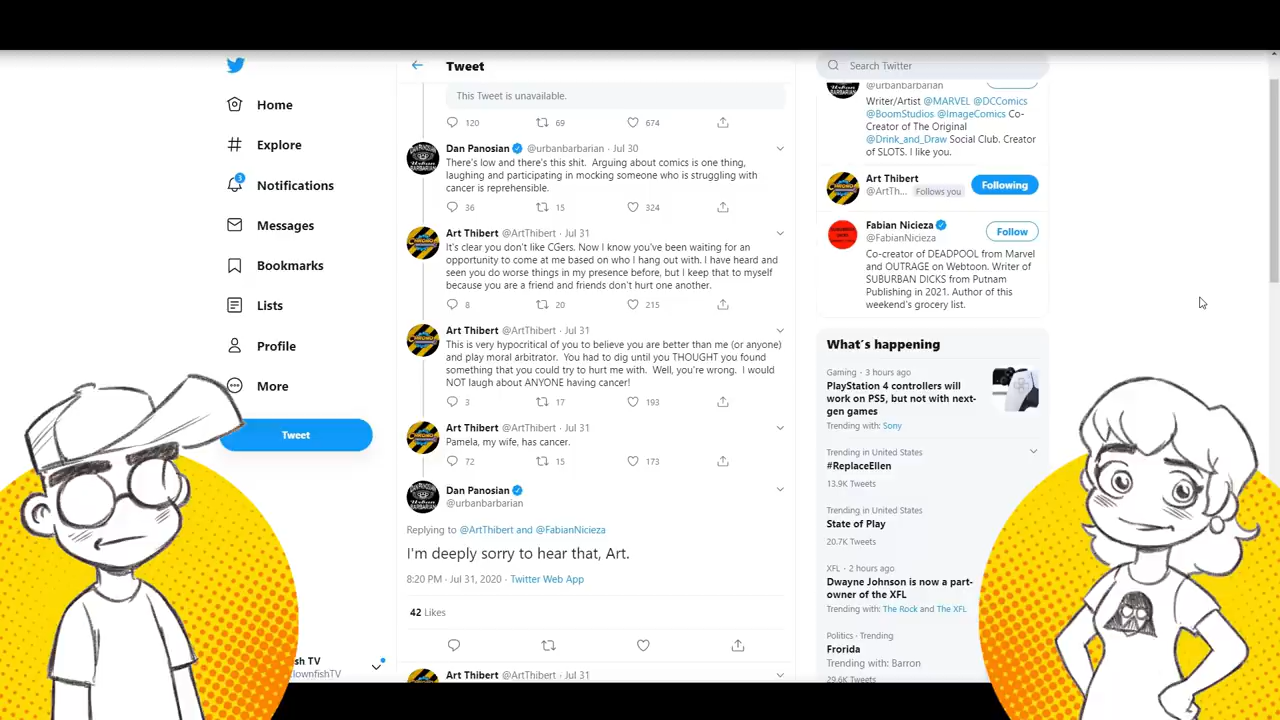 Home
Explore
3
Notifications
Messages
Bookmarks
Lists
Profile
More
Tweet
sh TV
lownfishTV
Tweet
This Tweet is unavailable.
120 69 674
Dan Panosian @urbanbarbarian · Jul 30
There's low and there's this shit. Arguing about comics is one thing,
laughing and participating in mocking someone who is struggling with
cancer is reprehensible.
36 15 324
Art Thibert @ArtThibert · Jul 31
It's clear you don't like CGers. Now I know you've been waiting for an
opportunity to come at me based on who I hang out with. I have heard and
seen you do worse things in my presence before, but I keep that to myself
because you are a friend and friends don't hurt one another.
8 20 215
Art Thibert @ArtThibert · Jul 31
This is very hypocritical of you to believe you are better than me (or anyone)
and play moral arbitrator. You had to dig until you THOUGHT you found
something that you could try to hurt me with. Well, you're wrong. I would
NOT laugh about ANYONE having cancer!
3 17 193
Art Thibert @ArtThibert · Jul 31
Pamela, my wife, has cancer.
72 15 173
Dan Panosian
@urbanbarbarian
Replying to @ArtThibert and @FabianNicieza
I'm deeply sorry to hear that, Art.
8:20 PM · Jul 31, 2020 · Twitter Web App
42 Likes
Art Thibert @ArtThibert · Jul 31
Search Twitter
@urbanbarbarian
Writer/Artist @MARVEL @DCComics
@BoomStudios @ImageComics Co-
Creator of The Original
@Drink_and_Draw Social Club. Creator
of SLOTS. I like you.
Art Thibert
@ArtTh... Follows you
Following
Fabian Nicieza
@FabianNicieza
Follow
Co-creator of DEADPOOL from Marvel
and OUTRAGE on Webtoon. Writer of
SUBURBAN DICKS from Putnam
Publishing in 2021. Author of this
weekend's grocery list.
What's happening
Gaming · 3 hours ago
PlayStation 4 controllers will
work on PS5, but not with next-
gen games
Trending with: Sony
Trending in United States
#ReplaceEllen
13.9K Tweets
Trending in United States
State of Play
20.7K Tweets
XFL · 2 hours ago
Dwayne Johnson is now a part-
owner of the XFL
Trending with: The Rock and The XFL
Politics · Trending
Frorida
Trending with: Barron
29.6K Tweets